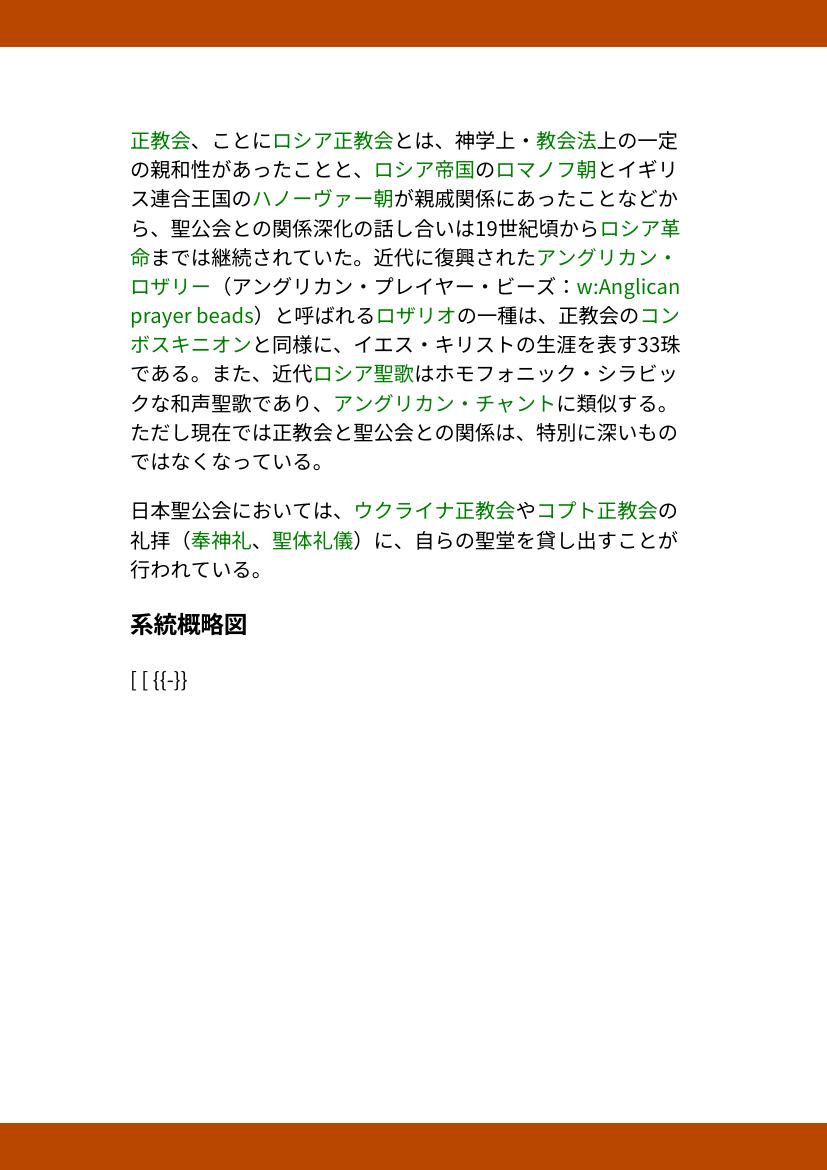 正教会、ことにロシア正教会とは、神学上・教会法上の一定
の親和性があったことと、ロシア帝国のロマノフ朝とイギリ
ス連合王国のハノーヴァー朝が親戚関係にあったことなどか
ら、聖公会との関係深化の話し合いは19世紀頃からロシア革
命までは継続されていた。近代に復興されたアングリカン・
ロザリー（アングリカン・プレイヤー・ビーズ：w:Anglican
prayer beads）と呼ばれるロザリオの一種は、正教会のコン
ボスキニオンと同様に、イエス・キリストの生涯を表す33珠
である。また、近代ロシア聖歌はホモフォニック・シラビッ
クな和声聖歌であり、アングリカン・チャントに類似する。
ただし現在では正教会と聖公会との関係は、特別に深いもの
ではなくなっている。
日本聖公会においては、ウクライナ正教会やコプト正教会の
礼拝（奉神礼、聖体礼儀）に、自らの聖堂を貸し出すことが
行われている。
系統概略図
[ [ {{-}}